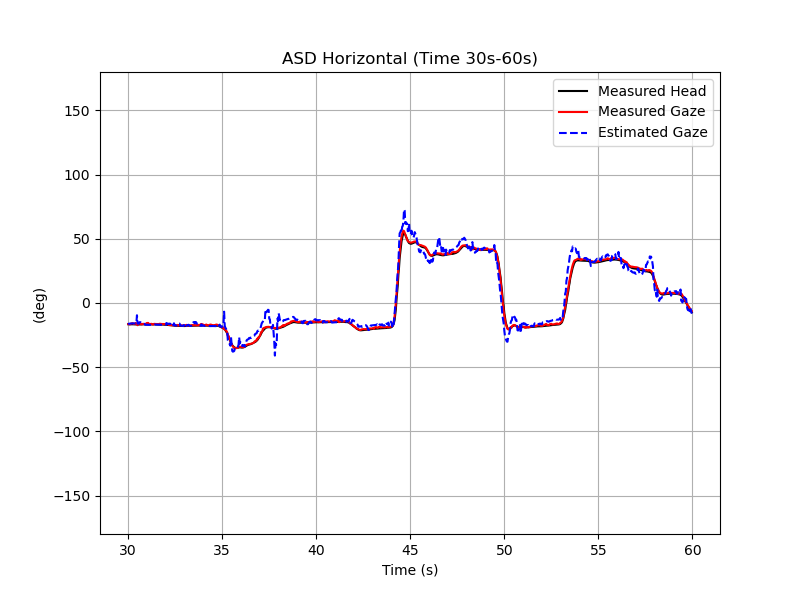 ASD Horizontal (Time 30s-60s)
Measured Head
Measured Gaze
Estimated Gaze
150
100
50
0
−50
−100
−150
(deg)
30 35 40 45 50 55 60
Time (s)